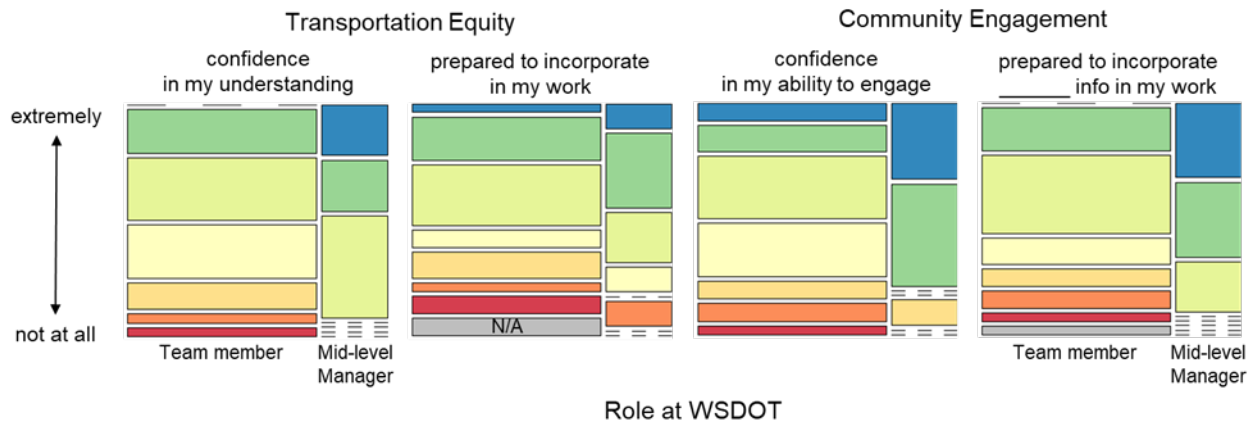 Transportation Equity
Community Engagement
confidence
in my understanding
prepared to incorporate
in my work
confidence
in my ability to engage
prepared to incorporate
______ info in my work
extremely
not at all
N/A
Team member
Mid-level
Manager
Team member
Mid-level
Manager
Role at WSDOT